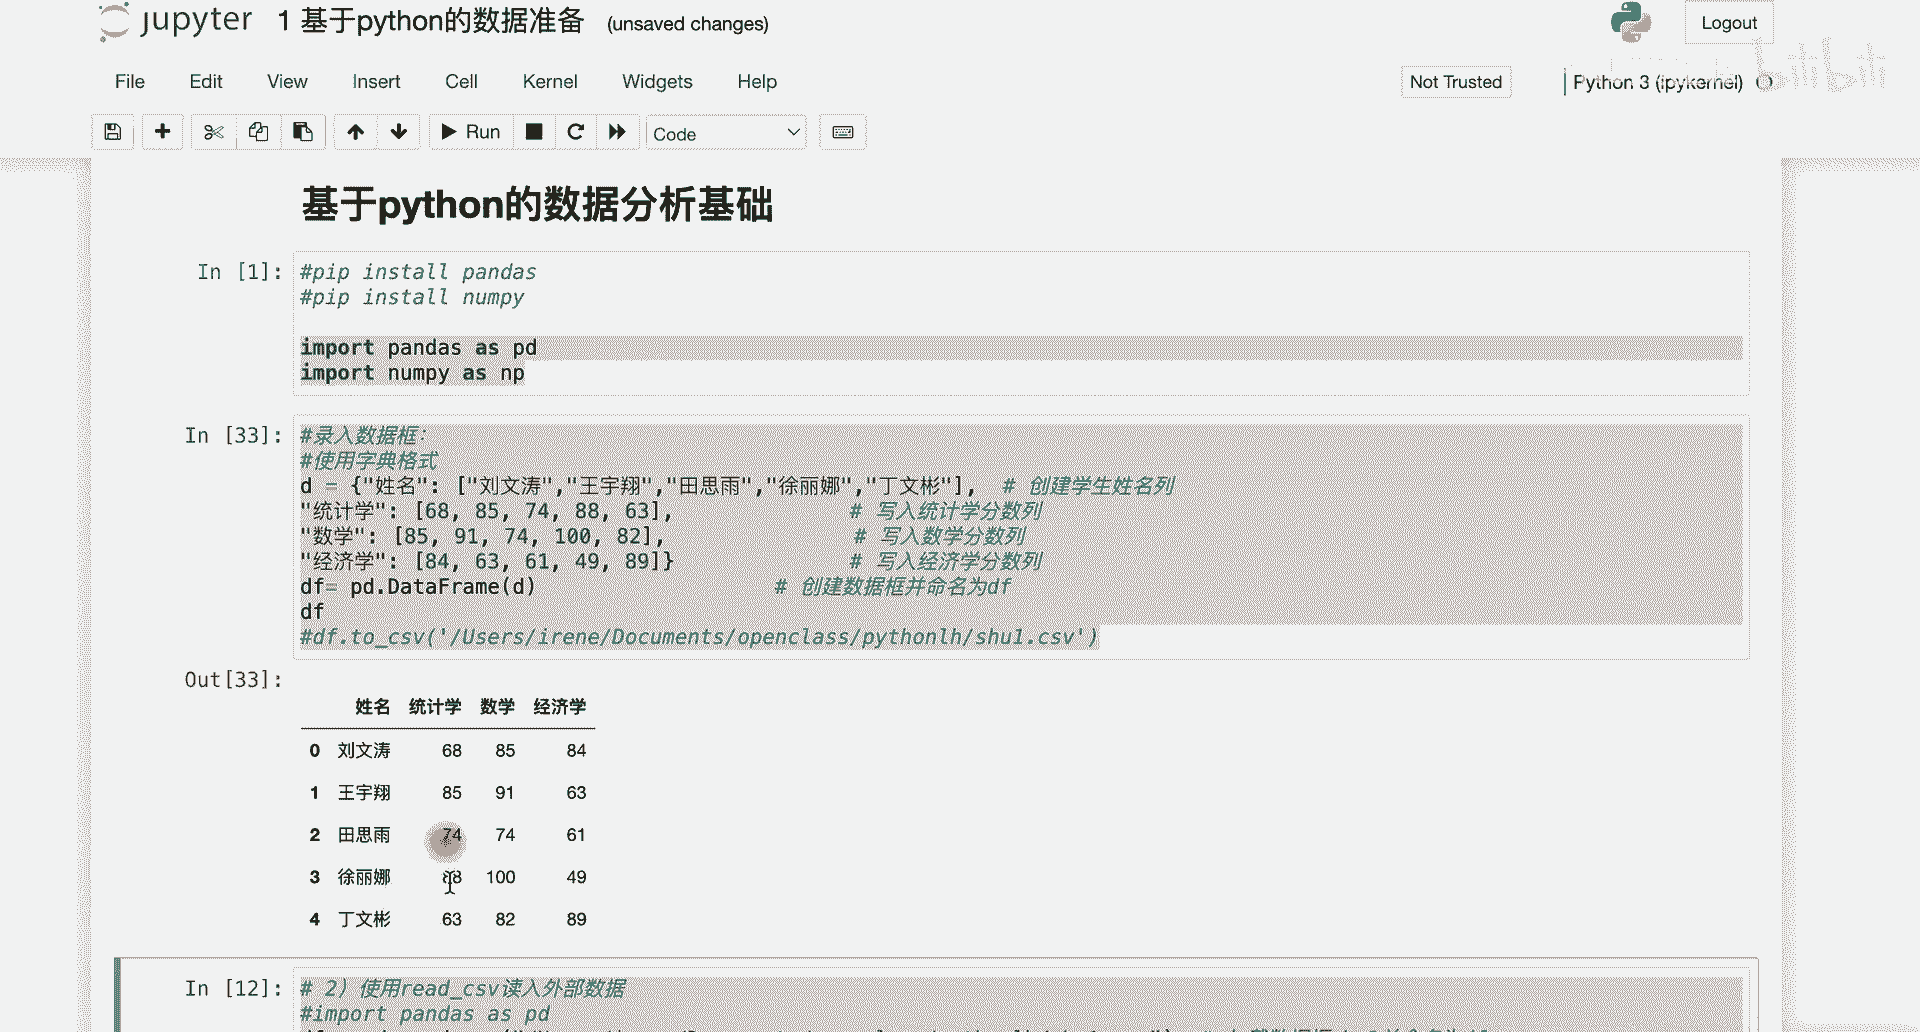 jupyter 1 基于python的数据准备 (unsaved changes)
Logout
File Edit View Insert Cell Kernel Widgets Help
Not Trusted
Python 3 (ipykernel)
bilibili
Run
Code
基于python的数据分析基础
In [1]:
#pip install pandas
#pip install numpy
import pandas as pd
import numpy as np
In [33]:
#录入数据框:
#使用字典格式
d = {"姓名": ["刘文涛","王宇翔","田思雨","徐丽娜","丁文彬"], # 创建学生姓名列
"统计学": [68, 85, 74, 88, 63], # 写入统计学分数列
"数学": [85, 91, 74, 100, 82], # 写入数学分数列
"经济学": [84, 63, 61, 49, 89]} # 写入经济学分数列
df= pd.DataFrame(d) # 创建数据框并命名为df
df
#df.to_csv('/Users/irene/Documents/openclass/pythonlh/shu1.csv')
Out[33]:
姓名 统计学 数学 经济学
0 刘文涛 68 85 84
1 王宇翔 85 91 63
2 田思雨 74 74 61
3 徐丽娜 88 100 49
4 丁文彬 63 82 89
In [12]:
# 2）使用read_csv读入外部数据
#import pandas as pd